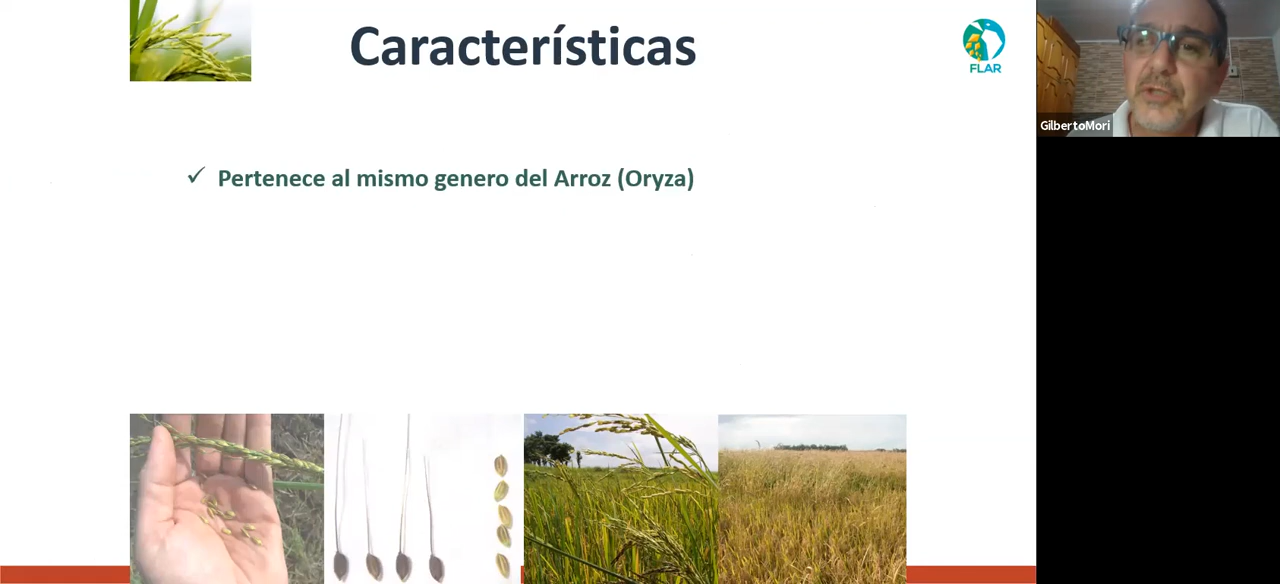 Características
FLAR
GilbertoMori
✓ Pertenece al mismo genero del Arroz (Oryza)